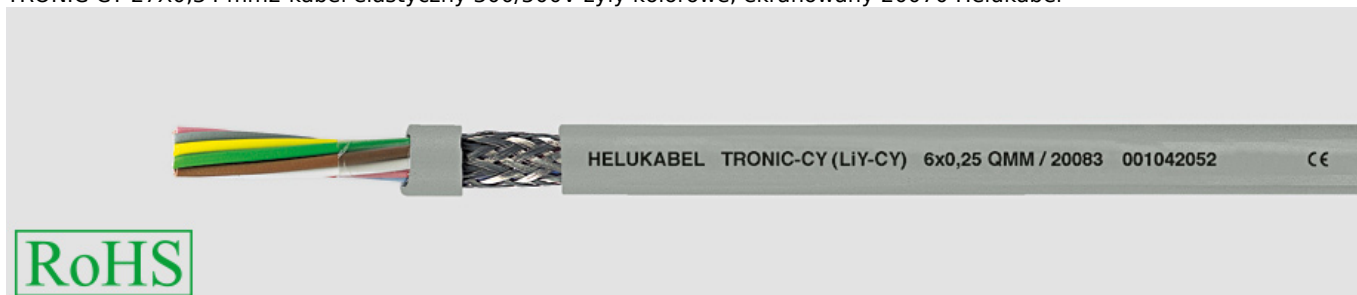 HELUKABEL TRONIC-CY (LiY-CY) 6x0,25 QMM / 20083 001042052 CE
RoHS